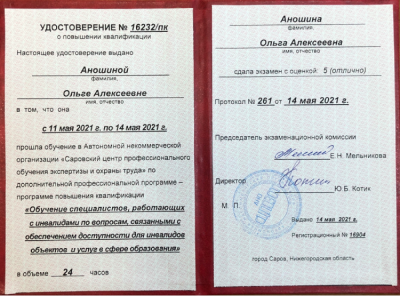 УДОСТОВЕРЕНИЕ № 16232/пк
о повышении квалификации
Настоящее удостоверение выдано
Аношиной
фамилия,
Ольге Алексеевне
имя, отчество
в том, что она
с 11 мая 2021 г. по 14 мая 2021 г.
прошла обучение в Автономной некоммерческой
организации «Саровский центр профессионального
обучения экспертизы и охраны труда» по
дополнительной профессиональной программе –
программе повышения квалификации
«Обучение специалистов, работающих
с инвалидами по вопросам, связанными с
обеспечением доступности для инвалидов
объектов и услуг в сфере образования»
в объеме 24 часов
Аношина
фамилия,
Ольга Алексеевна
имя, отчество
сдала экзамен с оценкой: 5 (отлично)
Протокол № 261 от 14 мая 2021 г.
Председатель экзаменационной комиссии
Е.Н. Мельникова
Директор
Ю.Б. Котик
М. П.
Выдано 14 мая 2021 г.
Регистрационный № 16904
город Саров, Нижегородская область